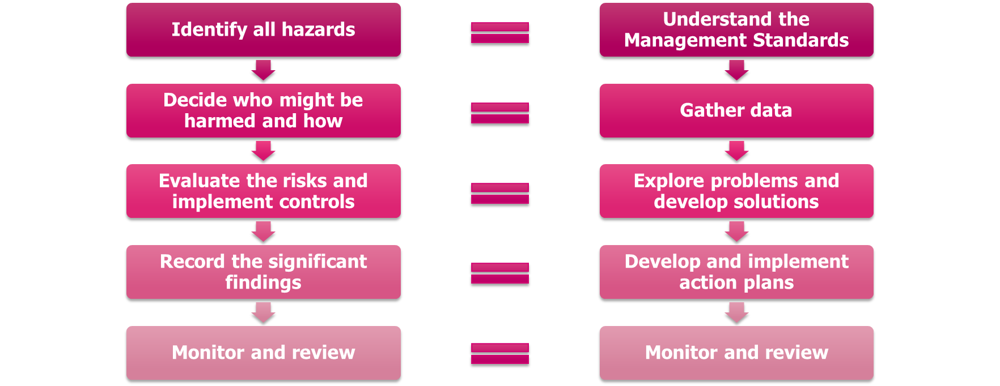 Identify all hazards
Understand the
Management Standards
Decide who might be
harmed and how
Gather data
Evaluate the risks and
implement controls
Explore problems and
develop solutions
Record the significant
findings
Develop and implement
action plans
Monitor and review
Monitor and review